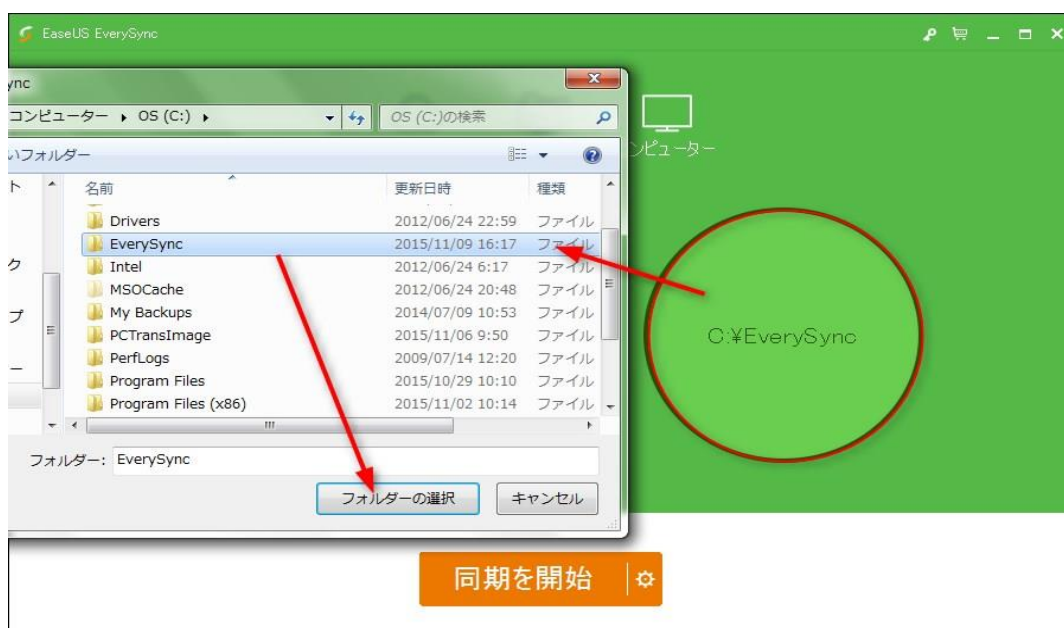 EaseUS EverySync
ync
コンピューター ▸ OS (C:) ▸
OS (C:)の検索
いフォルダー
コンピューター
名前 更新日時 種類
ト
Drivers 2012/06/24 22:59 ファイル
EverySync 2015/11/09 16:17 ファイル
ク
Intel 2012/06/24 6:17 ファイル
MSOCache 2012/06/24 20:48 ファイル
プ
My Backups 2014/07/09 10:53 ファイル
PCTransImage 2015/11/06 9:50 ファイル
ー
PerfLogs 2009/07/14 12:20 ファイル
Program Files 2015/10/29 10:10 ファイル
Program Files (x86) 2015/11/02 10:14 ファイル
C:¥EverySync
フォルダー: EverySync
フォルダーの選択 キャンセル
同期を開始